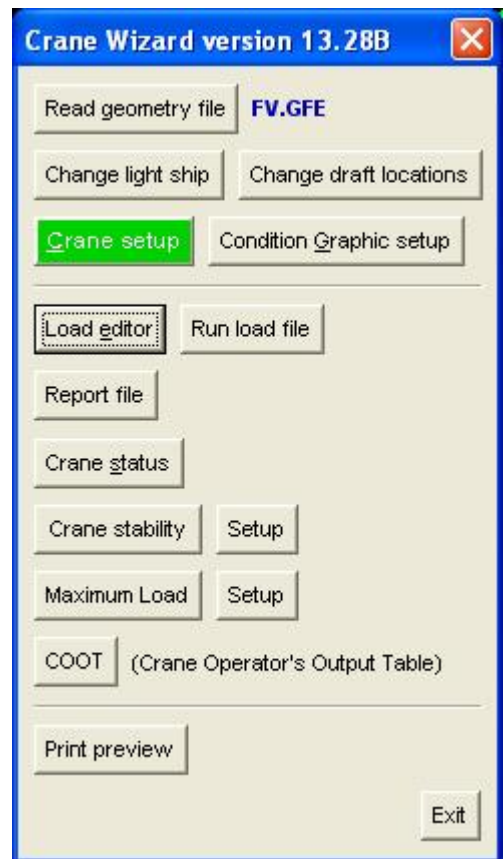 Crane Wizard version 13.28B
Read geometry file FV.GFE
Change light ship Change draft locations
Crane setup Condition Graphic setup
Load editor Run load file
Report file
Crane status
Crane stability Setup
Maximum Load Setup
COOT (Crane Operator's Output Table)
Print preview
Exit